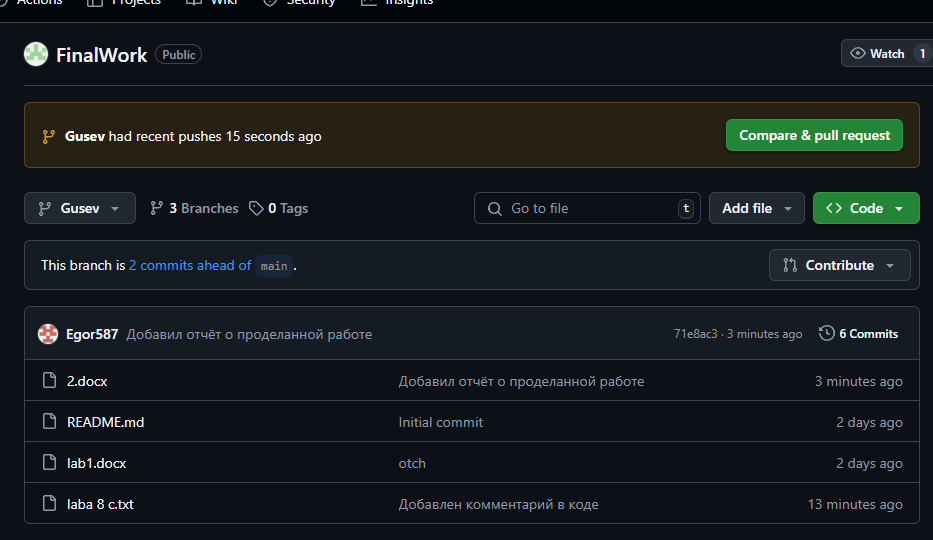 Actions Projects Wiki Security Insights
FinalWork Public
Watch 1
Gusev had recent pushes 15 seconds ago
Compare & pull request
Gusev 3 Branches 0 Tags
Go to file t
Add file
Code
This branch is 2 commits ahead of main .
Contribute
Egor587 Добавил отчёт о проделанной работе 71e8ac3 · 3 minutes ago 6 Commits
2.docx Добавил отчёт о проделанной работе 3 minutes ago
README.md Initial commit 2 days ago
lab1.docx otch 2 days ago
laba 8 c.txt Добавлен комментарий в коде 13 minutes ago